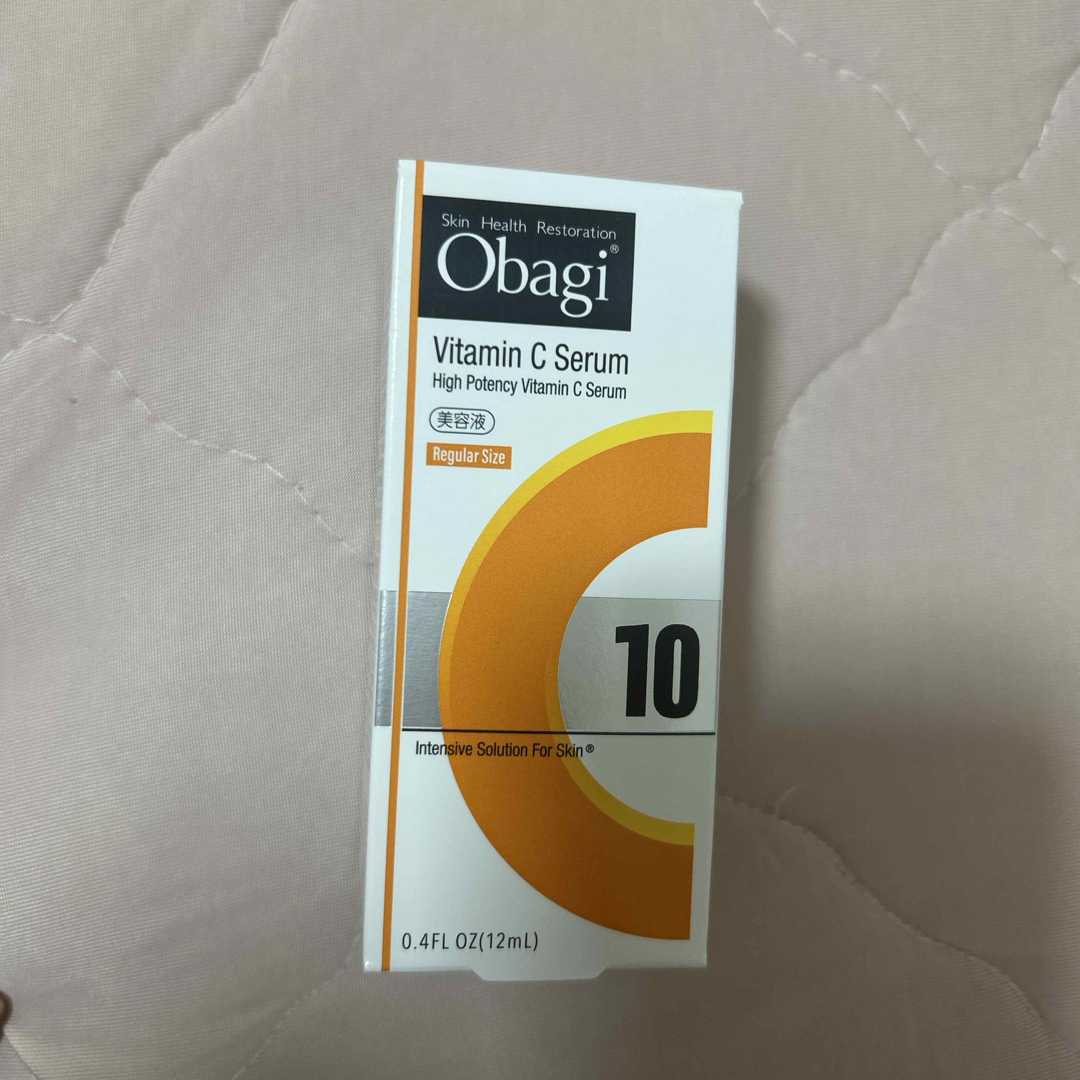 Skin Health Restoration
Obagi®
Vitamin C Serum
High Potency Vitamin C Serum
美容液
Regular Size
10
Intensive Solution For Skin®
0.4FL OZ(12mL)